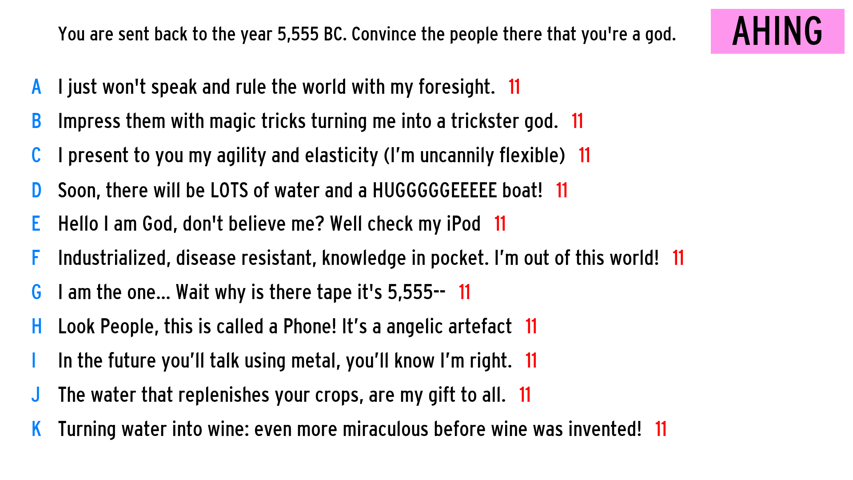 You are sent back to the year 5,555 BC. Convince the people there that you're a god.
AHING
A I just won't speak and rule the world with my foresight. 11
B Impress them with magic tricks turning me into a trickster god. 11
C I present to you my agility and elasticity (I’m uncannily flexible) 11
D Soon, there will be LOTS of water and a HUGGGGGEEEEE boat! 11
E Hello I am God, don't believe me? Well check my iPod 11
F Industrialized, disease resistant, knowledge in pocket. I’m out of this world! 11
G I am the one... Wait why is there tape it's 5,555-- 11
H Look People, this is called a Phone! It’s a angelic artefact 11
I In the future you’ll talk using metal, you’ll know I’m right. 11
J The water that replenishes your crops, are my gift to all. 11
K Turning water into wine: even more miraculous before wine was invented! 11